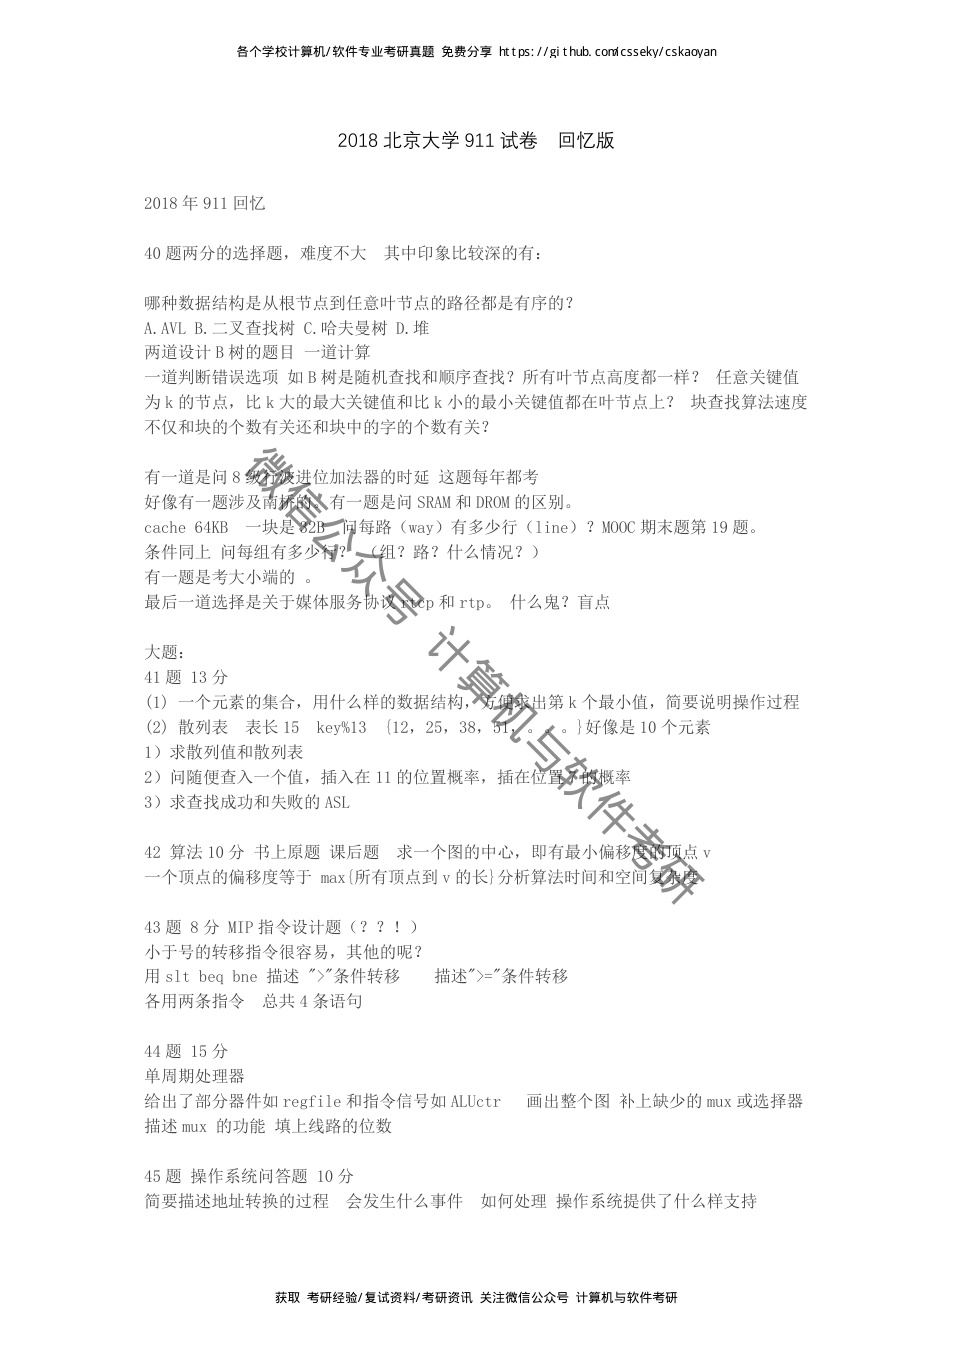 各个学校计算机/软件专业考研真题 免费分享 https://github.com/csseky/cskaoyan
2018 北京大学 911 试卷 回忆版
2018 年 911 回忆
40 题两分的选择题，难度不大 其中印象比较深的有：
哪种数据结构是从根节点到任意叶节点的路径都是有序的？
A.AVL B.二叉查找树 C.哈夫曼树 D.堆
两道设计 B 树的题目 一道计算
一道判断错误选项 如 B 树是随机查找和顺序查找？所有叶节点高度都一样？ 任意关键值
为 k 的节点，比 k 大的最大关键值和比 k 小的最小关键值都在叶节点上？ 块查找算法速度
不仅和块的个数有关还和块中的字的个数有关？
有一道是问 8 级行波进位加法器的时延 这题每年都考
好像有一题涉及南桥的。有一题是问 SRAM 和 DROM 的区别。
cache 64KB 一块是 32B 问每路（way）有多少行（line）？MOOC 期末题第 19 题。
条件同上 问每组有多少行？ （组？路？什么情况？）
有一题是考大小端的 。
最后一道选择是关于媒体服务协议 rtcp 和 rtp。 什么鬼？盲点
大题：
41 题 13 分
(1) 一个元素的集合，用什么样的数据结构，方便求出第 k 个最小值，简要说明操作过程
(2) 散列表 表长 15 key%13 {12，25，38，51，。。。}好像是 10 个元素
1）求散列值和散列表
2）问随便查入一个值，插入在 11 的位置概率，插在位置 7 的概率
3）求查找成功和失败的 ASL
42 算法 10 分 书上原题 课后题 求一个图的中心，即有最小偏移度的顶点 v
一个顶点的偏移度等于 max{所有顶点到 v 的长}分析算法时间和空间复杂度
43 题 8 分 MIP 指令设计题（？？！）
小于号的转移指令很容易，其他的呢？
用 slt beq bne 描述 ">"条件转移 描述">="条件转移
各用两条指令 总共 4 条语句
44 题 15 分
单周期处理器
给出了部分器件如 regfile 和指令信号如 ALUctr 画出整个图 补上缺少的 mux 或选择器
描述 mux 的功能 填上线路的位数
45 题 操作系统问答题 10 分
简要描述地址转换的过程 会发生什么事件 如何处理 操作系统提供了什么样支持
微信公众号 计算机与软件考研
获取 考研经验/复试资料/考研资讯 关注微信公众号 计算机与软件考研